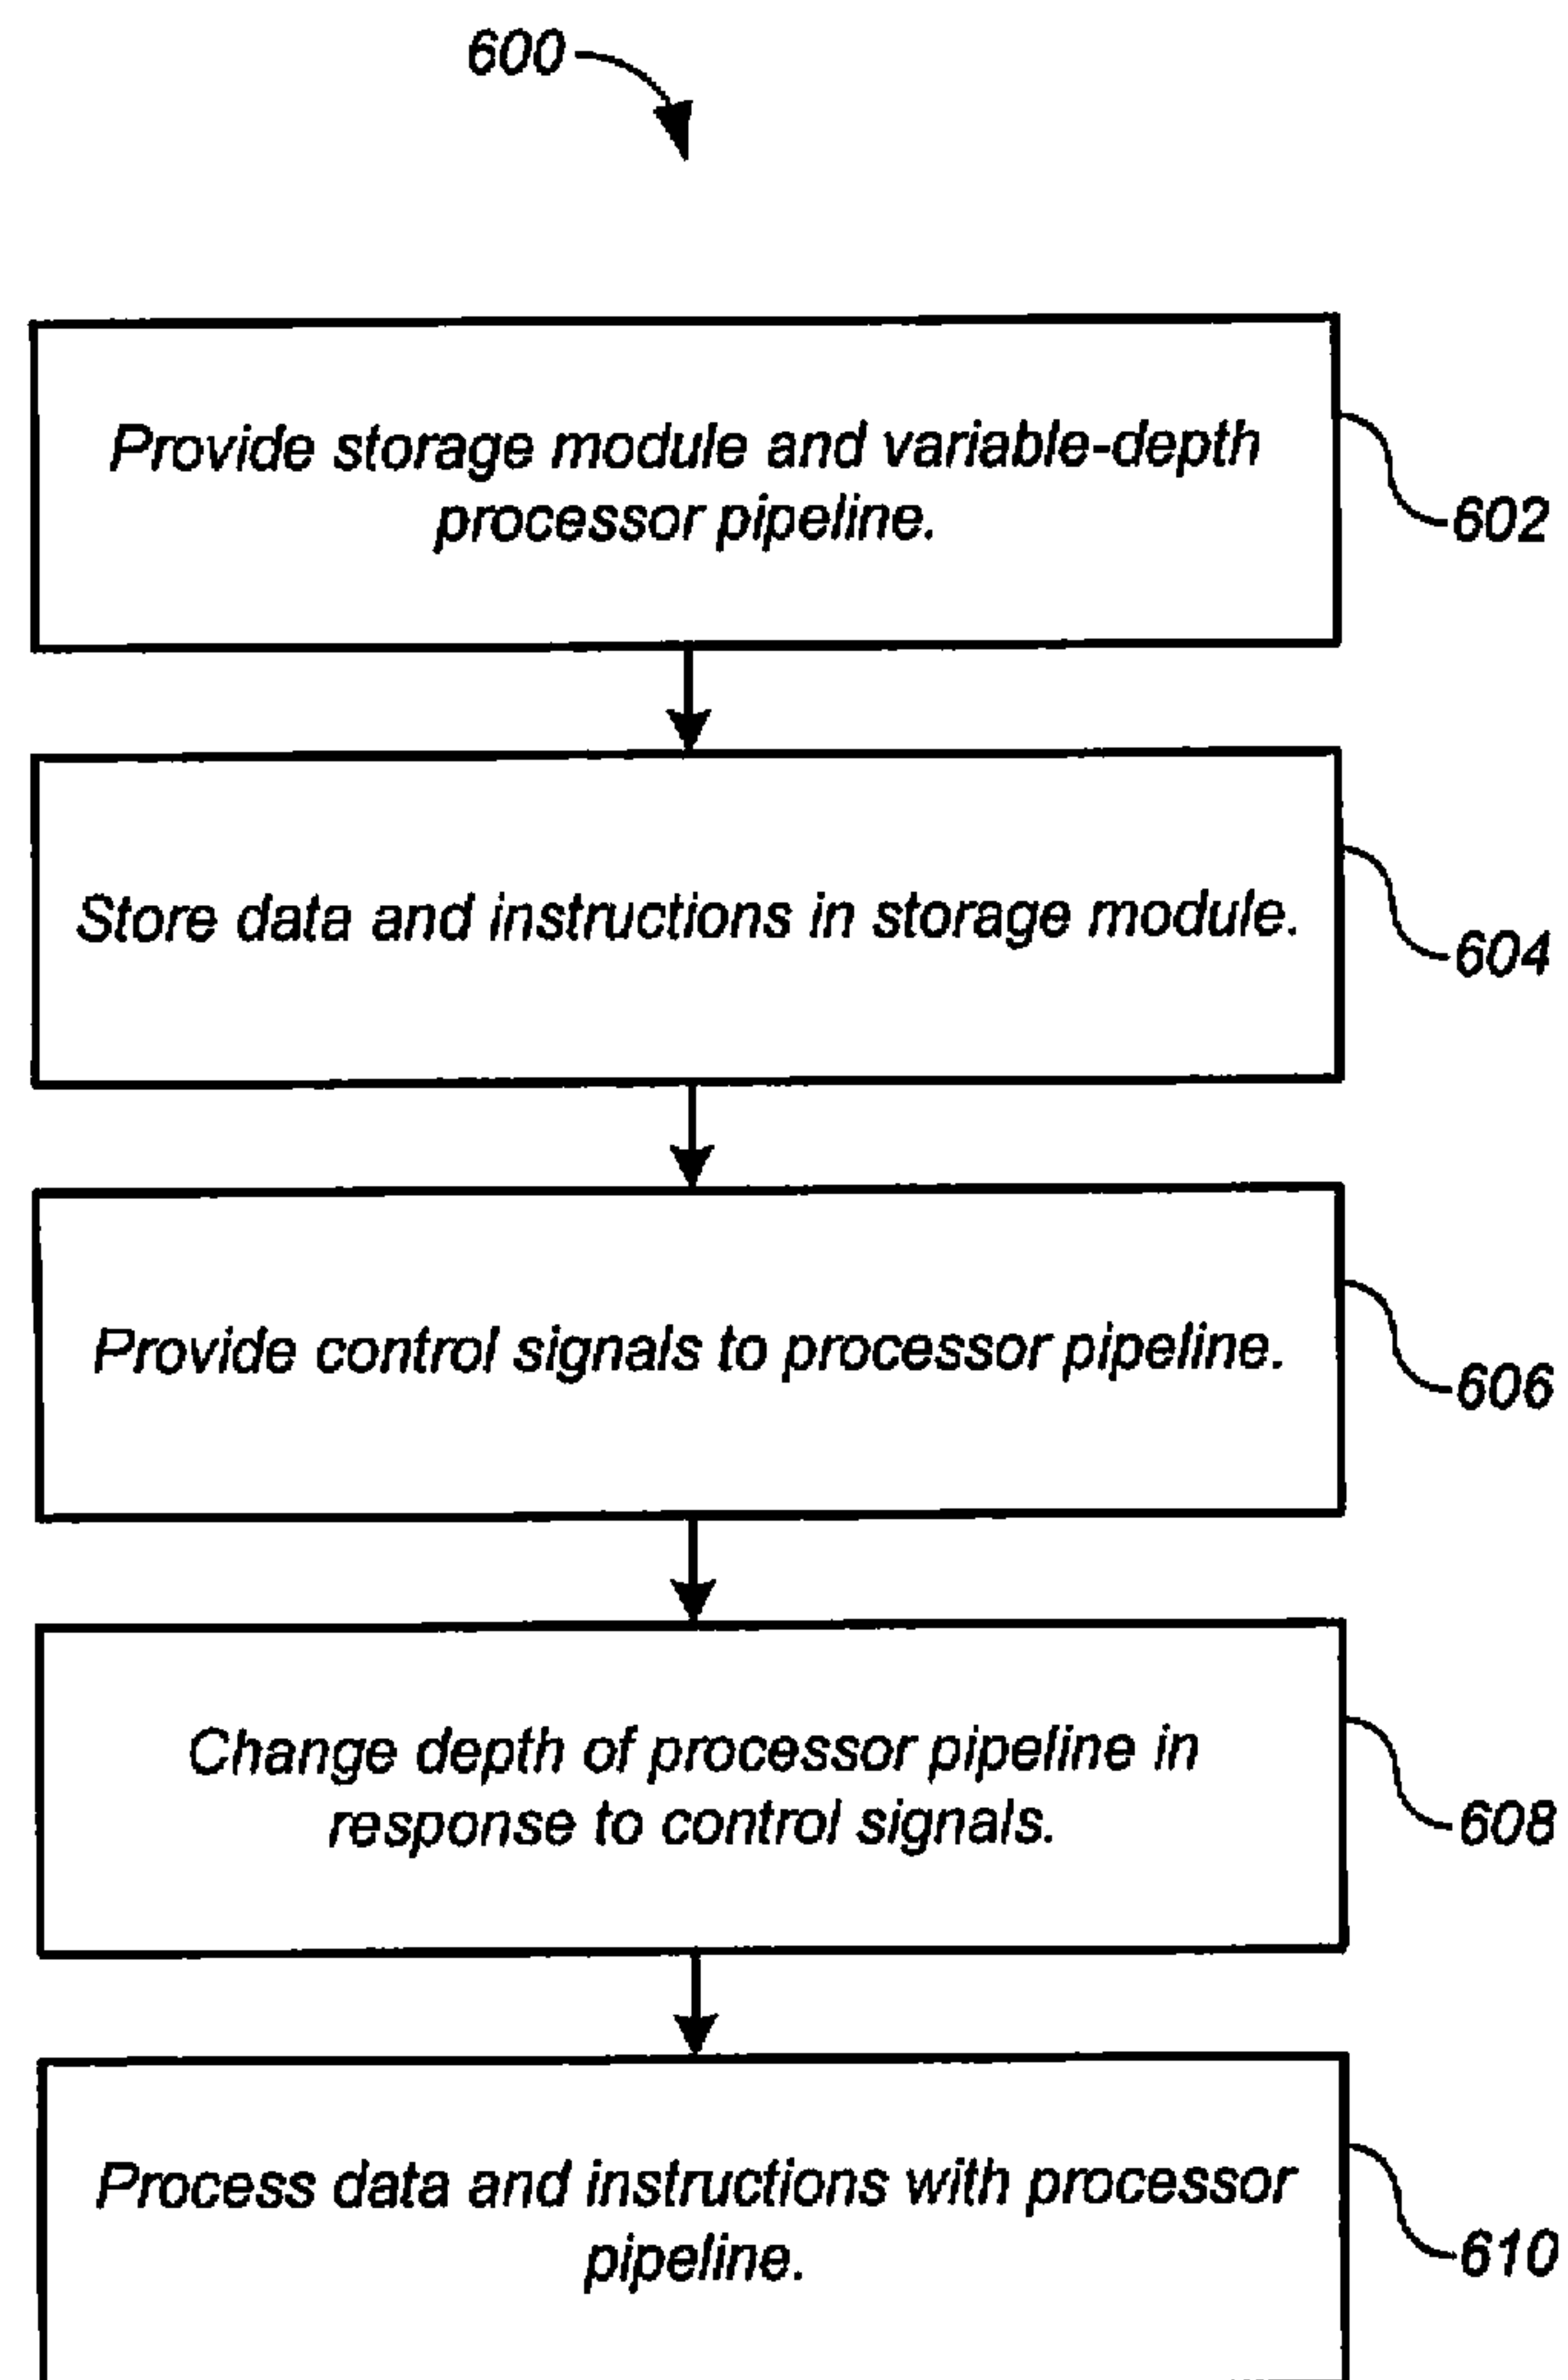 600
Provide storage module and variable-depth
processor pipeline.
602
Store data and instructions in storage module.
604
Provide control signals to processor pipeline.
606
Change depth of processor pipeline in
response to control signals.
608
Process data and instructions with processor
pipeline.
610